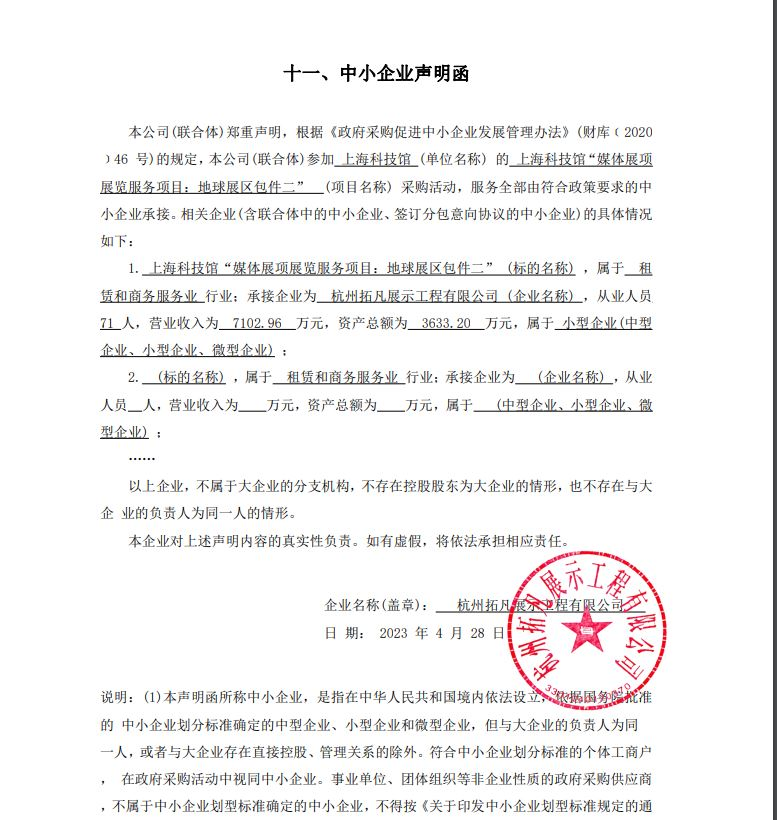 十一、中小企业声明函
本公司(联合体)郑重声明，根据《政府采购促进中小企业发展管理办法》(财库﹝2020
﹞46 号)的规定，本公司(联合体)参加 上海科技馆 (单位名称) 的 上海科技馆“媒体展项
展览服务项目：地球展区包件二” (项目名称) 采购活动，服务全部由符合政策要求的中
小企业承接。相关企业(含联合体中的中小企业、签订分包意向协议的中小企业)的具体情况
如下：
1. 上海科技馆“媒体展项展览服务项目：地球展区包件二” (标的名称) ，属于 租
赁和商务服务业 行业；承接企业为 杭州拓凡展示工程有限公司 (企业名称) ，从业人员
71 人，营业收入为 7102.96 万元，资产总额为 3633.20 万元，属于 小型企业(中型
企业、小型企业、微型企业) ；
2. (标的名称) ，属于 租赁和商务服务业 行业；承接企业为 (企业名称) ，从业
人员 人，营业收入为 万元，资产总额为 万元，属于 (中型企业、小型企业、微
型企业) ；
……
以上企业，不属于大企业的分支机构，不存在控股股东为大企业的情形，也不存在与大
企 业的负责人为同一人的情形。
本企业对上述声明内容的真实性负责。如有虚假，将依法承担相应责任。
企业名称(盖章)： 杭州拓凡展示工程有限公司
日 期： 2023 年 4 月 28 日
杭州拓凡展示工程有限公司
说明：(1)本声明函所称中小企业，是指在中华人民共和国境内依法设立，依据国务院批准
的 中小企业划分标准确定的中型企业、小型企业和微型企业，但与大企业的负责人为同
一人，或者与大企业存在直接控股、管理关系的除外。符合中小企业划分标准的个体工商户
， 在政府采购活动中视同中小企业。事业单位、团体组织等非企业性质的政府采购供应商
，不属于中小企业划型标准确定的中小企业，不得按《关于印发中小企业划型标准规定的通